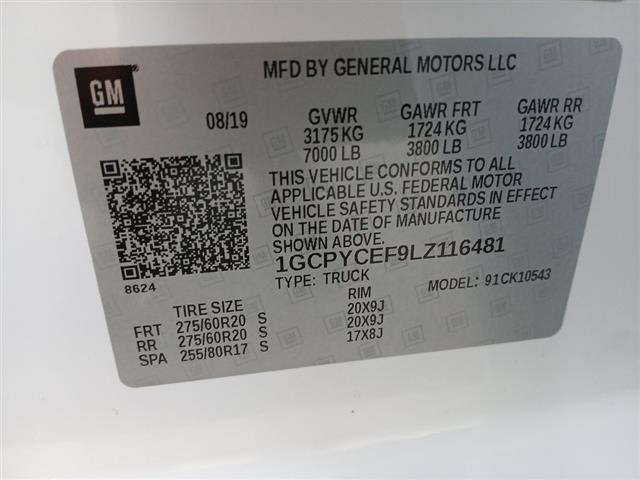 GM
MFD BY GENERAL MOTORS LLC
08/19 GVWR GAWR FRT GAWR RR
3175 KG 1724 KG 1724 KG
7000 LB 3800 LB 3800 LB
THIS VEHICLE CONFORMS TO ALL
APPLICABLE U.S. FEDERAL MOTOR
VEHICLE SAFETY STANDARDS IN EFFECT
ON THE DATE OF MANUFACTURE
SHOWN ABOVE.
1GCPYCEF9LZ116481
8624
TYPE: TRUCK MODEL: 91CK10543
TIRE SIZE RIM
FRT 275/60R20 S 20X9J
RR 275/60R20 S 20X9J
SPA 255/80R17 S 17X8J